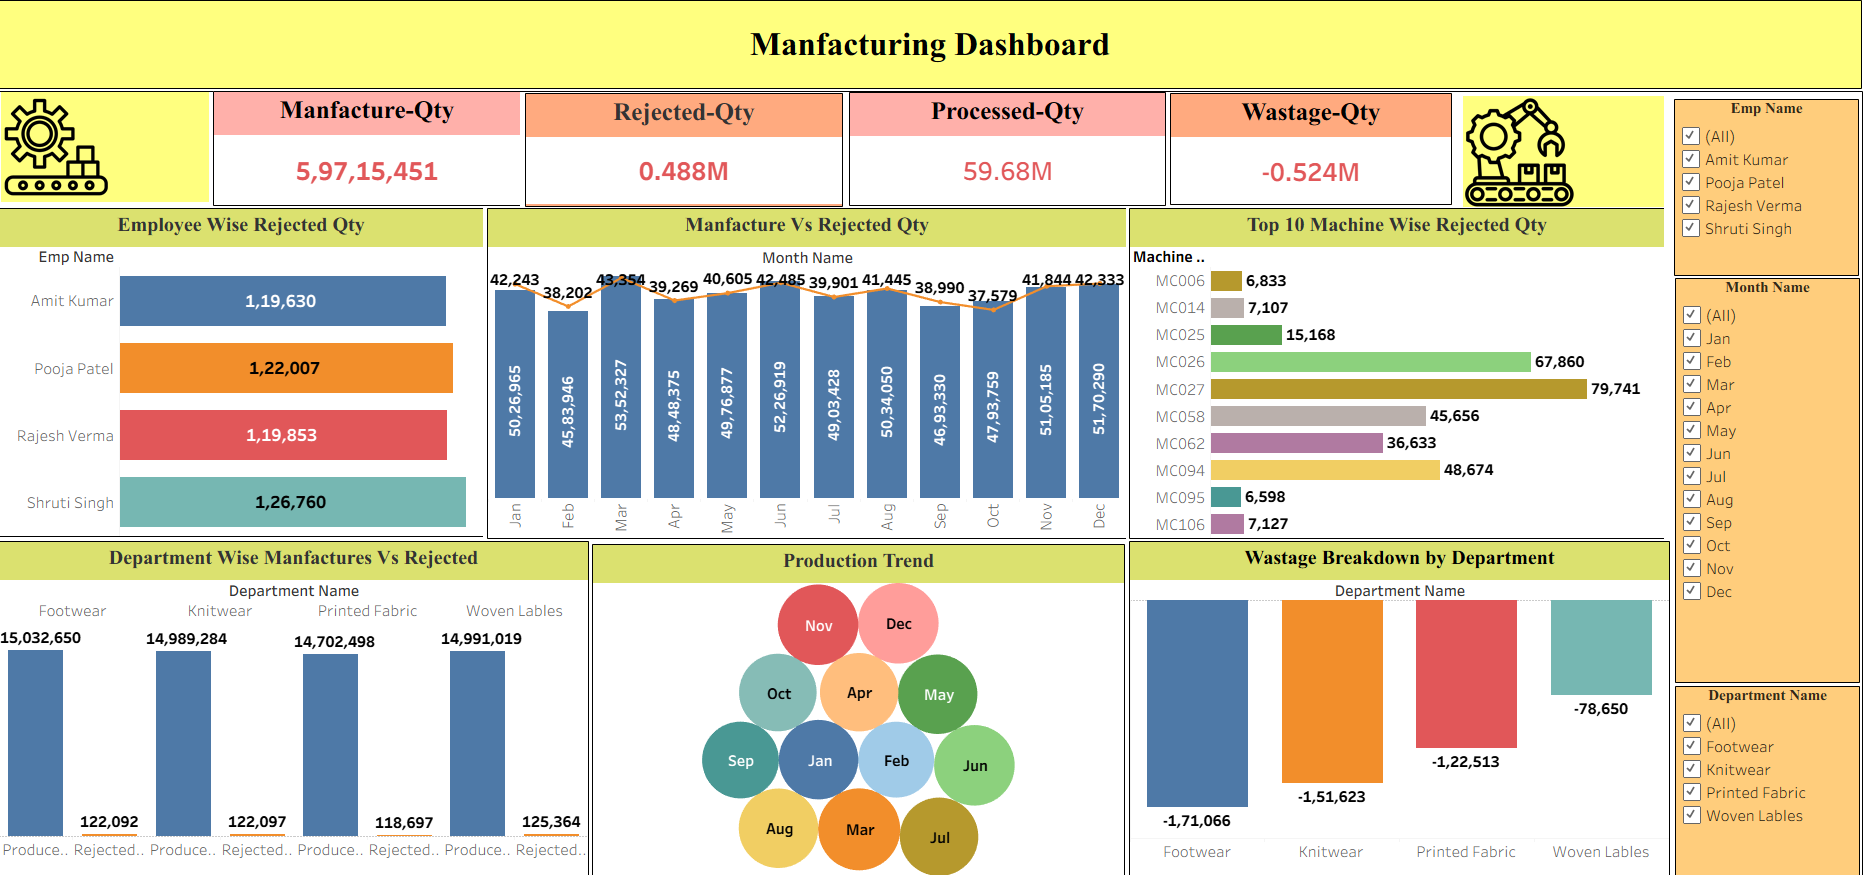 Manfacturing Dashboard
Manfacture-Qty
5,97,15,451
Rejected-Qty
0.488M
Processed-Qty
59.68M
Wastage-Qty
-0.524M
Emp Name
(All)
Amit Kumar
Pooja Patel
Rajesh Verma
Shruti Singh
Employee Wise Rejected Qty
Emp Name
Amit Kumar 1,19,630
Pooja Patel 1,22,007
Rajesh Verma 1,19,853
Shruti Singh 1,26,760
Manfacture Vs Rejected Qty
Month Name
42,243 38,202 43,354 39,269 40,605 42,485 39,901 41,445 38,990 37,579 41,844 42,333
50,26,965 45,83,946 53,52,327 48,48,375 49,76,877 52,26,919 49,03,428 50,34,050 46,93,330 47,93,759 51,05,185 51,70,290
Jan Feb Mar Apr May Jun Jul Aug Sep Oct Nov Dec
Top 10 Machine Wise Rejected Qty
Machine ..
MC006 6,833
MC014 7,107
MC025 15,168
MC026 67,860
MC027 79,741
MC058 45,656
MC062 36,633
MC094 48,674
MC095 6,598
MC106 7,127
Month Name
(All)
Jan
Feb
Mar
Apr
May
Jun
Jul
Aug
Sep
Oct
Nov
Dec
Department Wise Manfactures Vs Rejected
Department Name
Footwear Knitwear Printed Fabric Woven Lables
15,032,650 14,989,284 14,702,498 14,991,019
122,092 122,097 118,697 125,364
Produce.. Rejected.. Produce.. Rejected.. Produce.. Rejected.. Produce.. Rejected..
Production Trend
Nov Dec
Oct Apr May
Sep Jan Feb Jun
Aug Mar Jul
Wastage Breakdown by Department
Department Name
-78,650
-1,22,513
-1,51,623
-1,71,066
Footwear Knitwear Printed Fabric Woven Lables
Department Name
(All)
Footwear
Knitwear
Printed Fabric
Woven Lables